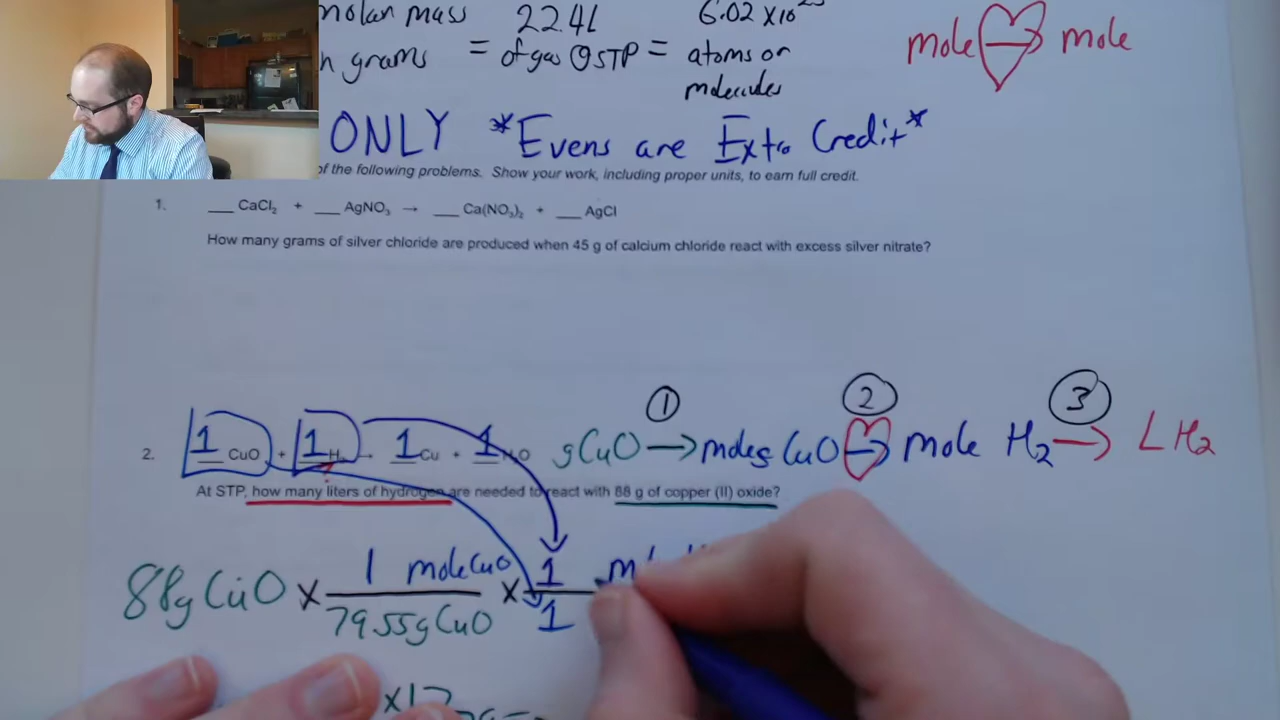 molar mass 22.4L 6.02 x10²³
grams = of gas @STP = atoms or
molecules
mole → mole
ONLY *Evens are Extra Credit*
of the following problems. Show your work, including proper units, to earn full credit.
1. ___ CaCl₂ + ___ AgNO₃ → ___ Ca(NO₃)₂ + ___ AgCl
How many grams of silver chloride are produced when 45 g of calcium chloride react with excess silver nitrate?
① ② ③
2. 1 CuO + 1 H₂ 1 Cu + 1 H₂O gCuO → moles CuO → mole H₂ → L H₂
At STP, how many liters of hydrogen are needed to react with 88 g of copper (II) oxide?
88g CuO x 1 mole CuO x 1
79.55g CuO 1